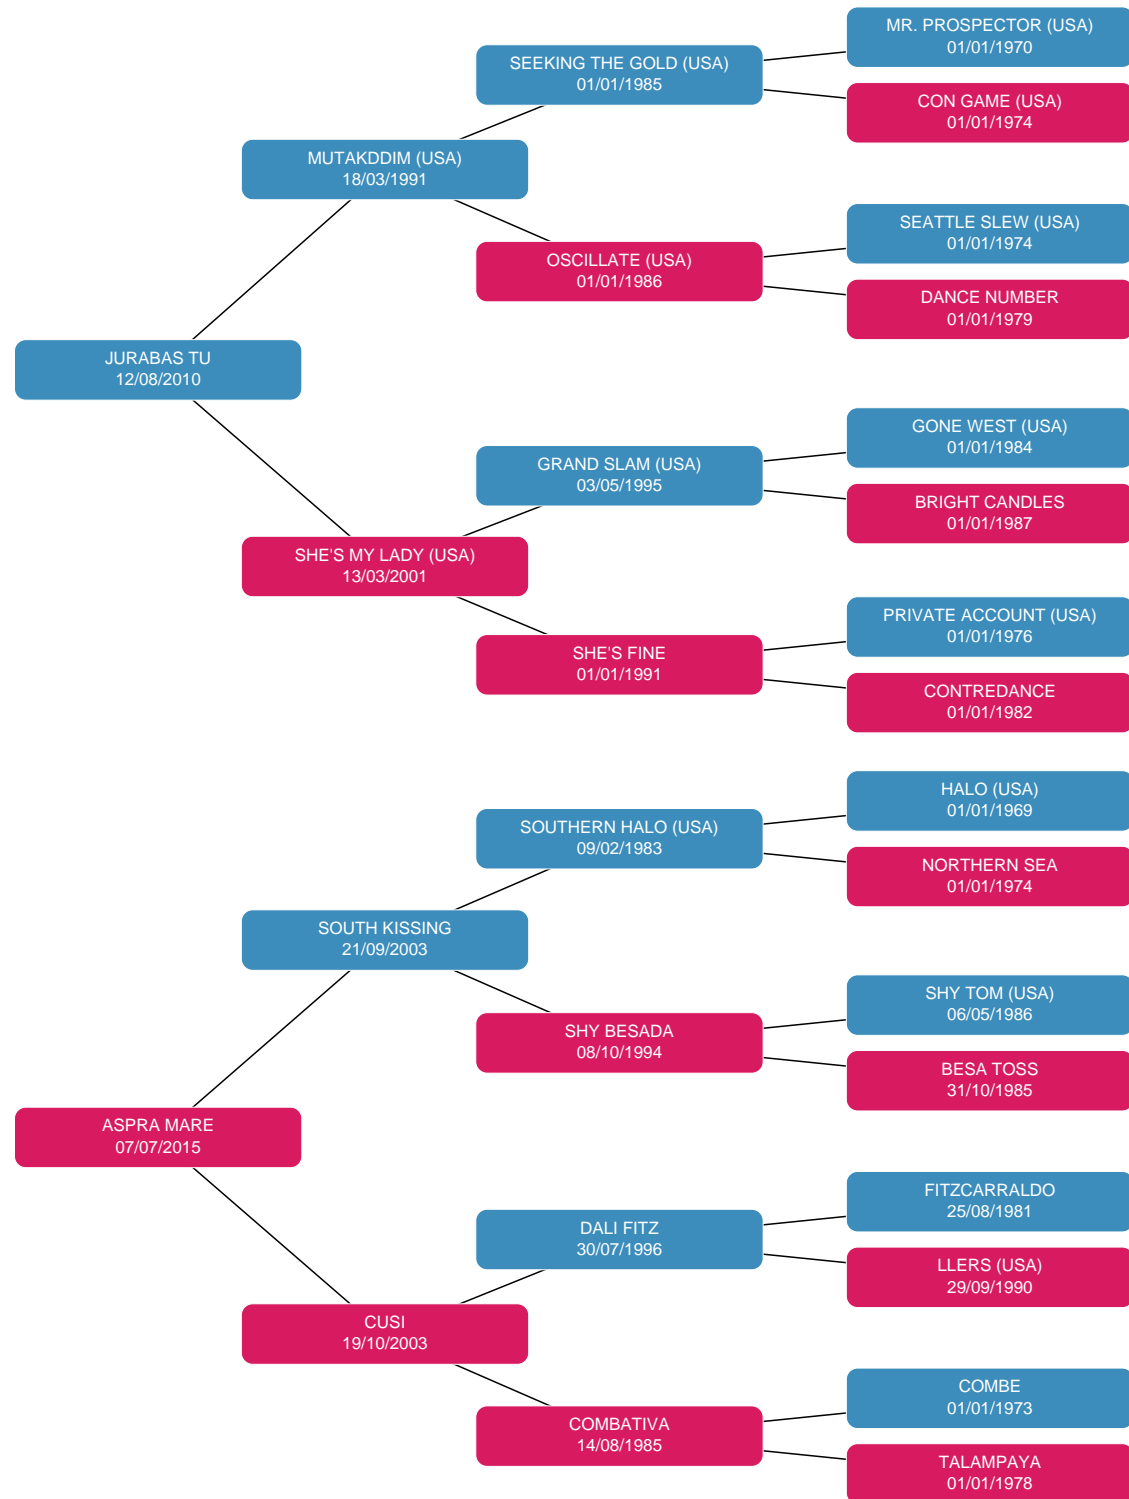 MR. PROSPECTOR (USA)
01/01/1970
SEEKING THE GOLD (USA)
01/01/1985
CON GAME (USA)
01/01/1974
MUTAKDDIM (USA)
18/03/1991
SEATTLE SLEW (USA)
01/01/1974
OSCILLATE (USA)
01/01/1986
DANCE NUMBER
01/01/1979
JURABAS TU
12/08/2010
GONE WEST (USA)
01/01/1984
GRAND SLAM (USA)
03/05/1995
BRIGHT CANDLES
01/01/1987
SHE'S MY LADY (USA)
13/03/2001
PRIVATE ACCOUNT (USA)
01/01/1976
SHE'S FINE
01/01/1991
CONTREDANCE
01/01/1982
HALO (USA)
01/01/1969
SOUTHERN HALO (USA)
09/02/1983
NORTHERN SEA
01/01/1974
SOUTH KISSING
21/09/2003
SHY TOM (USA)
06/05/1986
SHY BESADA
08/10/1994
BESA TOSS
31/10/1985
ASPRA MARE
07/07/2015
FITZCARRALDO
25/08/1981
DALI FITZ
30/07/1996
LLERS (USA)
29/09/1990
CUSI
19/10/2003
COMBE
01/01/1973
COMBATIVA
14/08/1985
TALAMPAYA
01/01/1978